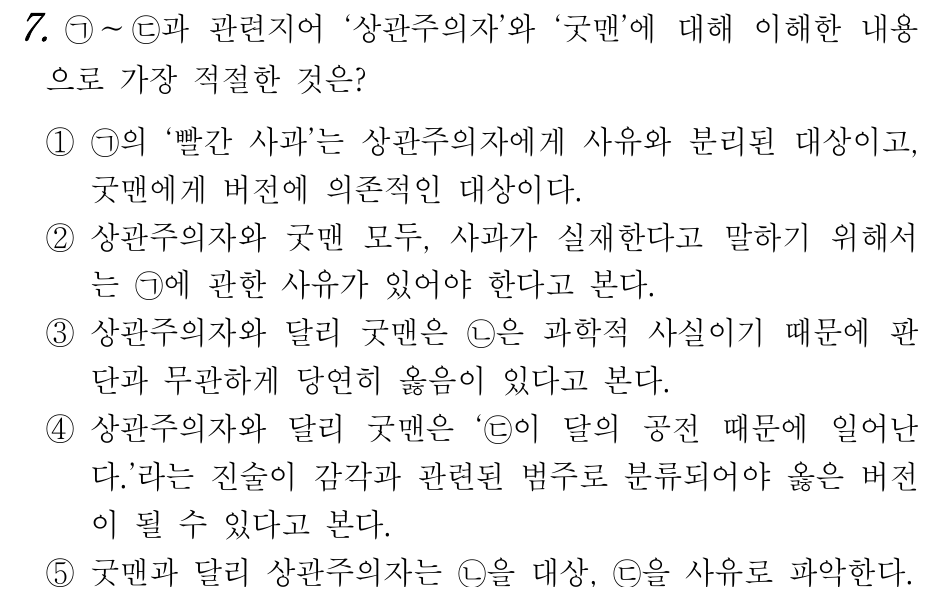 7. ㉠~㉢과 관련지어 ‘상관주의자’와 ‘굿맨’에 대해 이해한 내용
으로 가장 적절한 것은?
① ㉠의 ‘빨간 사과’는 상관주의자에게 사유와 분리된 대상이고,
굿맨에게 버전에 의존적인 대상이다.
② 상관주의자와 굿맨 모두, 사과가 실재한다고 말하기 위해서
는 ㉠에 관한 사유가 있어야 한다고 본다.
③ 상관주의자와 달리 굿맨은 ㉡은 과학적 사실이기 때문에 판
단과 무관하게 당연히 옳음이 있다고 본다.
④ 상관주의자와 달리 굿맨은 ‘㉢이 달의 공전 때문에 일어난
다.’라는 진술이 감각과 관련된 범주로 분류되어야 옳은 버전
이 될 수 있다고 본다.
⑤ 굿맨과 달리 상관주의자는 ㉡을 대상, ㉢을 사유로 파악한다.